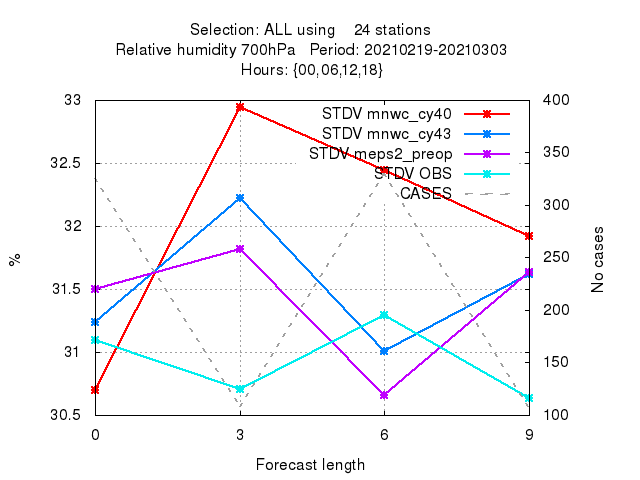 Selection: ALL using    24 stations
Relative humidity 700hPa   Period: 20210219-20210303
Hours: {00,06,12,18}
33 400
STDV mnwc_cy40
STDV mnwc_cy43
32.5 350
STDV meps2_preop
STDV OBS
CASES
32 300
% No cases
31.5 250
200
31 150
30.5 100
0 3 6 9
Forecast length